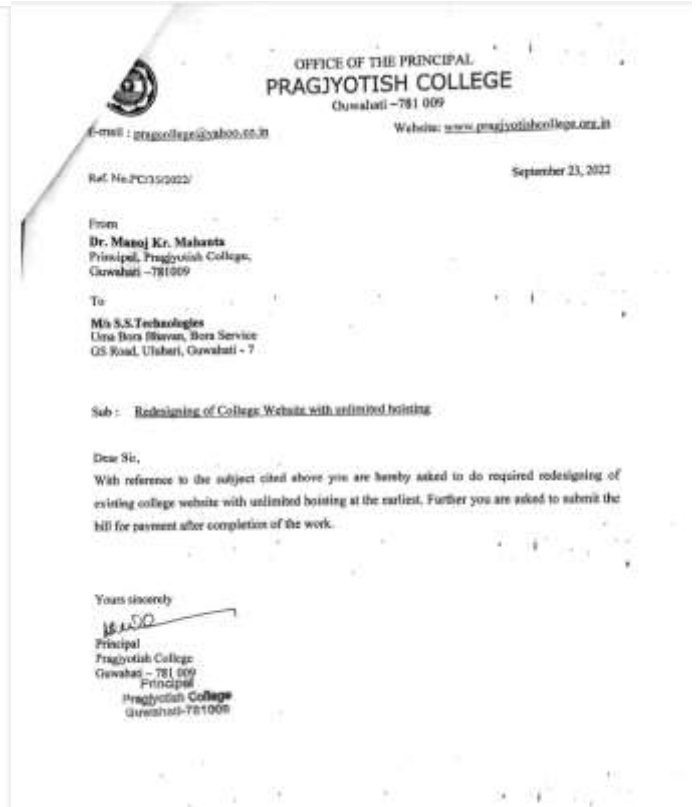 OFFICE OF THE PRINCIPAL
PRAGJYOTISH COLLEGE
Guwahati –781 009
E-mail : pragcollege@yahoo.co.in
Website: www.pragjyotishcollege.org.in
Ref. No.PC/35/2022/
September 23, 2022
From
Dr. Manoj Kr. Mahanta
Principal, Pragjyotish College,
Guwahati –781009
To
M/s S.S.Technologies
Uma Bora Bhavan, Bora Service
GS Road, Ulubari, Guwahati - 7
Sub : Redesigning of College Website with unlimited hoisting
Dear Sir,
With reference to the subject cited above you are hereby asked to do required redesigning of
existing college website with unlimited hoisting at the earliest. Further you are asked to submit the
bill for payment after completion of the work.
Yours sincerely
Principal
Pragjyotish College
Guwahati – 781 009
Principal
Pragjyotish College
Guwahati-781009